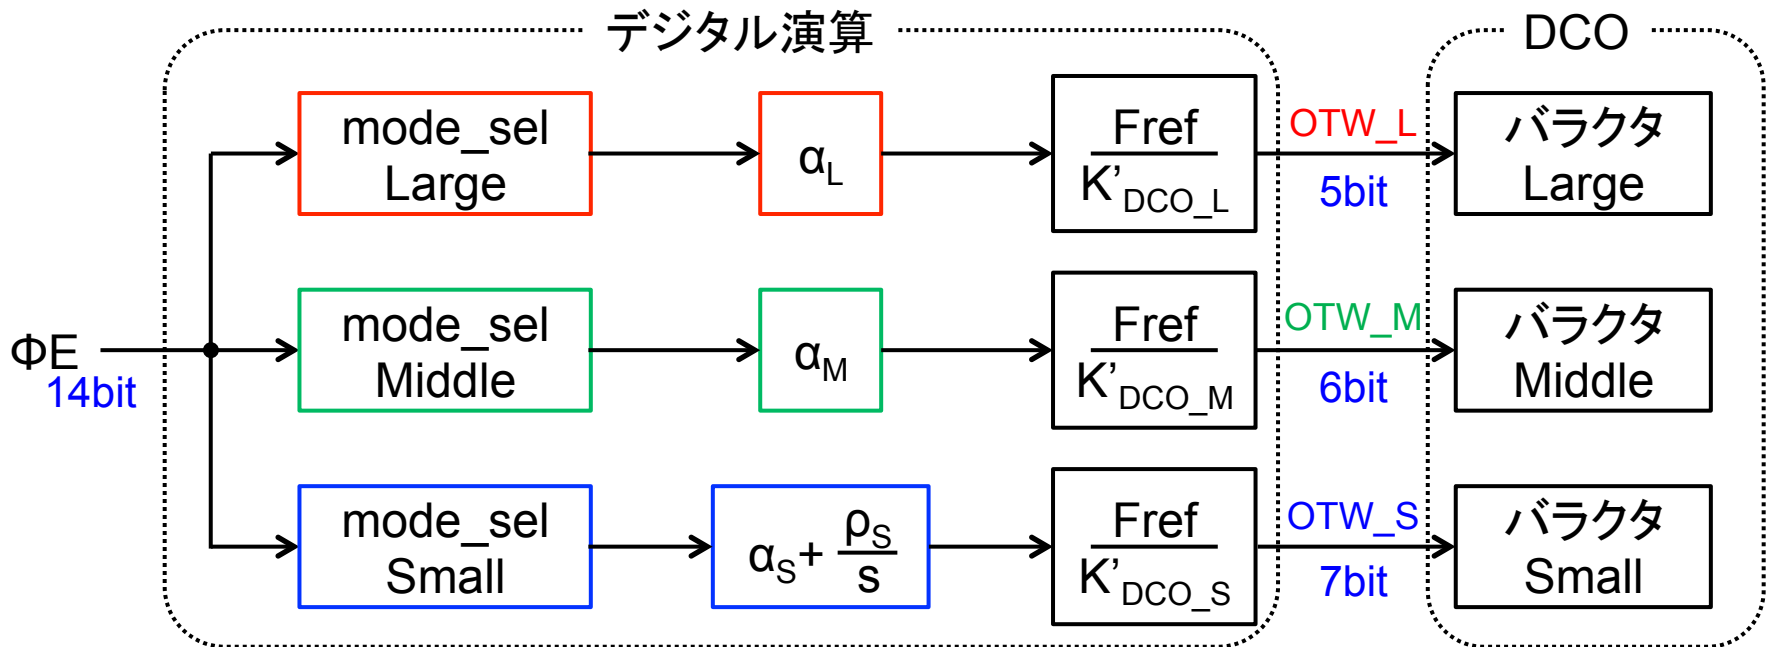 デジタル演算
DCO
mode_sel
Large
αL
Fref
K'DCO_L
OTW_L
5bit
バラクタ
Large
ΦE
14bit
mode_sel
Middle
αM
Fref
K'DCO_M
OTW_M
6bit
バラクタ
Middle
mode_sel
Small
αS+ ρS/s
Fref
K'DCO_S
OTW_S
7bit
バラクタ
Small